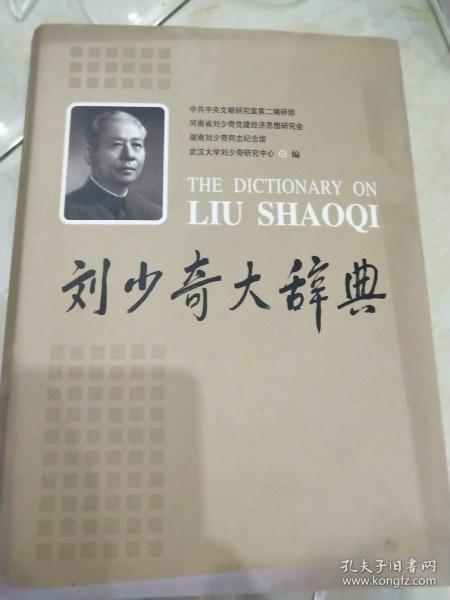 中共中央文献研究室第二编研部
河南省刘少奇党建经济思想研究会
湖南刘少奇同志纪念馆
武汉大学刘少奇研究中心 ◎ 编
THE DICTIONARY ON
LIU SHAOQI
刘少奇大辞典
孔夫子旧书网
www.kongfz.com